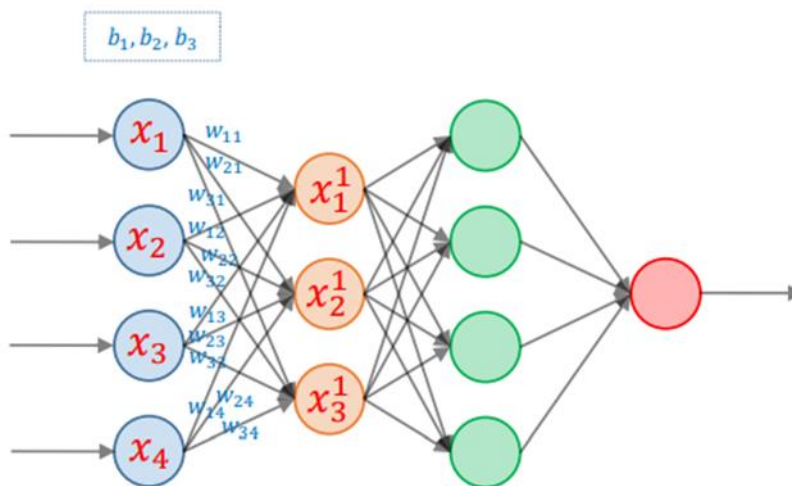 b₁, b₂, b₃
x₁
w₁₁
w₂₁
w₃₁
x₂
w₁₂
w₂₂
w₃₂
x₃
w₁₃
w₂₃
w₃₃
x₄
w₁₄
w₂₄
w₃₄
x₁¹
x₂¹
x₃¹